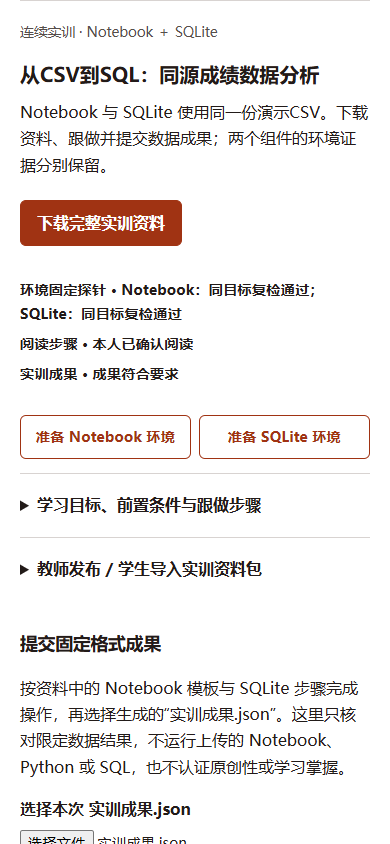 连续实训 · Notebook + SQLite
从CSV到SQL：同源成绩数据分析
Notebook 与 SQLite 使用同一份演示CSV。下载
资料、跟做并提交数据成果；两个组件的环境证
据分别保留。
下载完整实训资料
环境固定探针 • Notebook：同目标复检通过；
SQLite：同目标复检通过
阅读步骤 • 本人已确认阅读
实训成果 • 成果符合要求
准备 Notebook 环境
准备 SQLite 环境
▶ 学习目标、前置条件与跟做步骤
▶ 教师发布 / 学生导入实训资料包
提交固定格式成果
按资料中的 Notebook 模板与 SQLite 步骤完成
操作，再选择生成的“实训成果.json”。这里只核
对限定数据结果，不运行上传的 Notebook、
Python 或 SQL，也不认证原创性或学习掌握。
选择本次 实训成果.json
选择文件 实训成果.json